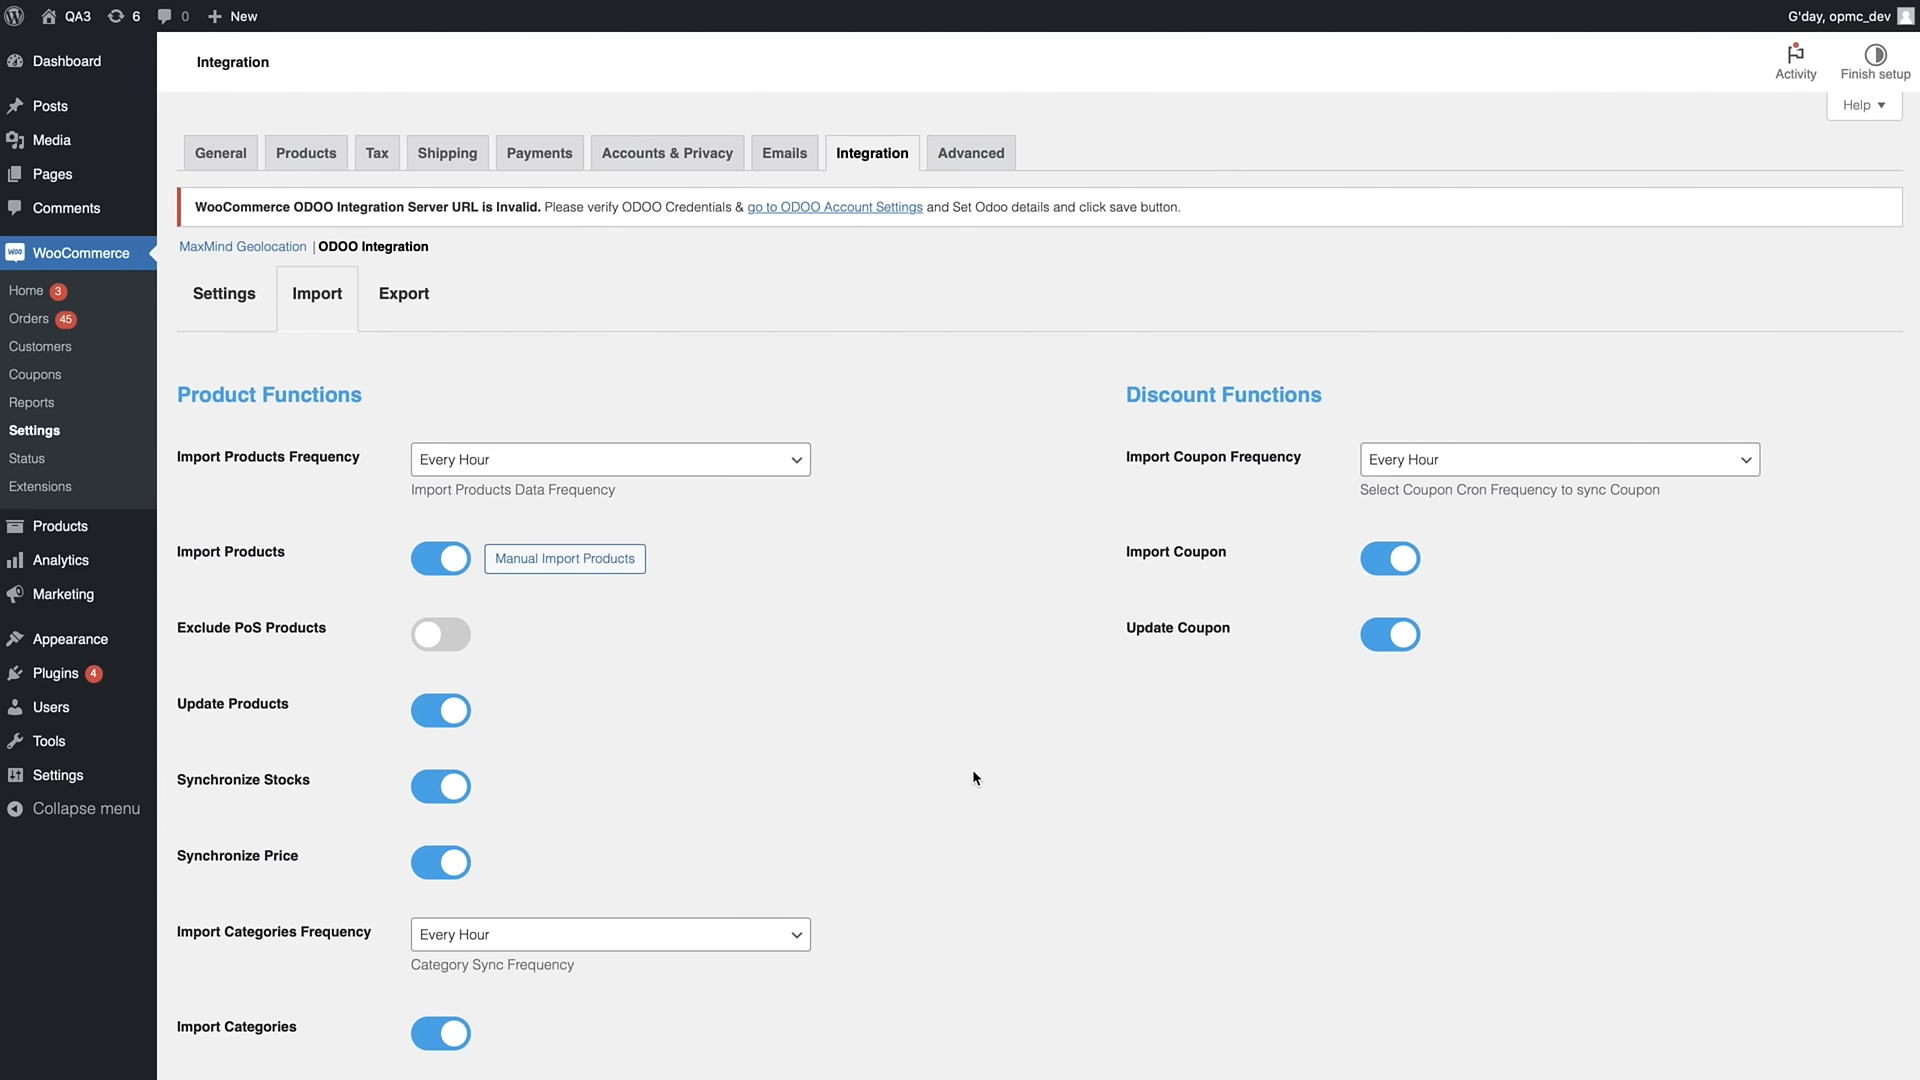 QA3 6 0 New G'day, opmc_dev
Integration
Activity
Finish setup
Help
Dashboard
Posts
Media
Pages
Comments
WooCommerce
Home 3
Orders 45
Customers
Coupons
Reports
Settings
Status
Extensions
Products
Analytics
Marketing
Appearance
Plugins 4
Users
Tools
Settings
Collapse menu
General Products Tax Shipping Payments Accounts & Privacy Emails Integration Advanced
WooCommerce ODOO Integration Server URL is Invalid. Please verify ODOO Credentials & go to ODOO Account Settings and Set Odoo details and click save button.
MaxMind Geolocation | ODOO Integration
Settings Import Export
Product Functions
Import Products Frequency Every Hour
Import Products Data Frequency
Import Products Manual Import Products
Exclude PoS Products
Update Products
Synchronize Stocks
Synchronize Price
Import Categories Frequency Every Hour
Category Sync Frequency
Import Categories
Discount Functions
Import Coupon Frequency Every Hour
Select Coupon Cron Frequency to sync Coupon
Import Coupon
Update Coupon